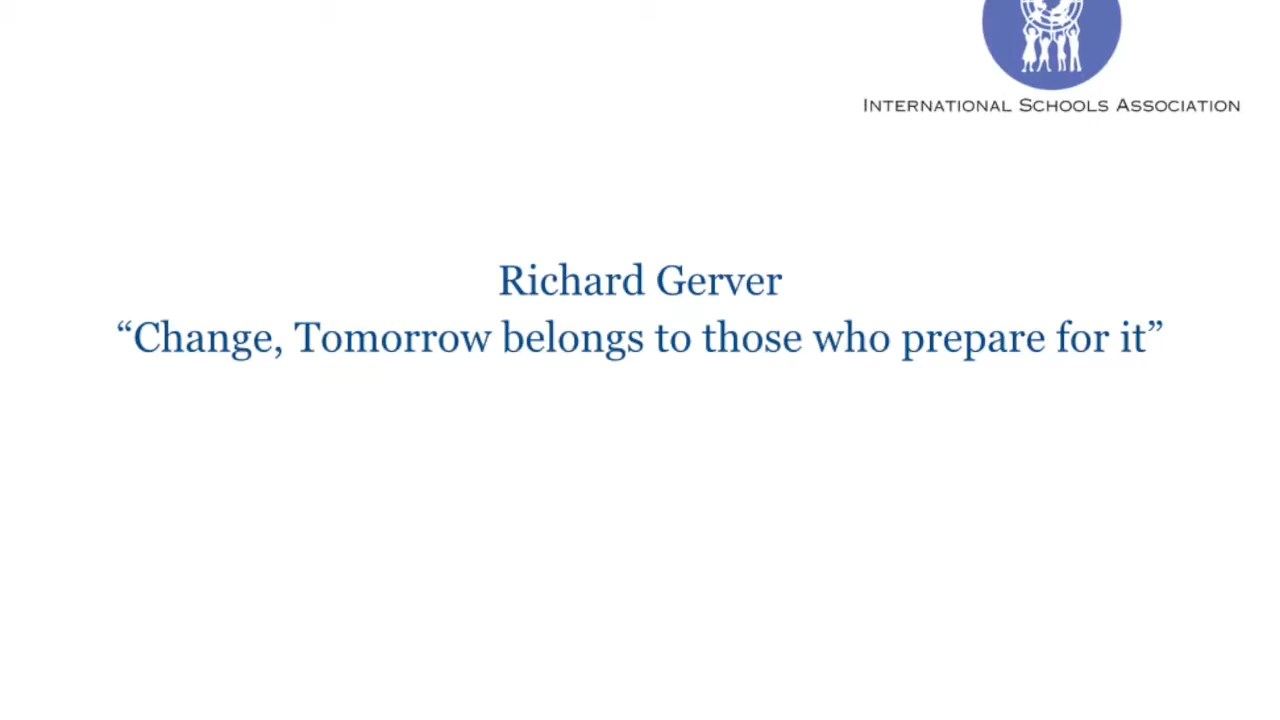 International Schools Association
Richard Gerver
“Change, Tomorrow belongs to those who prepare for it”